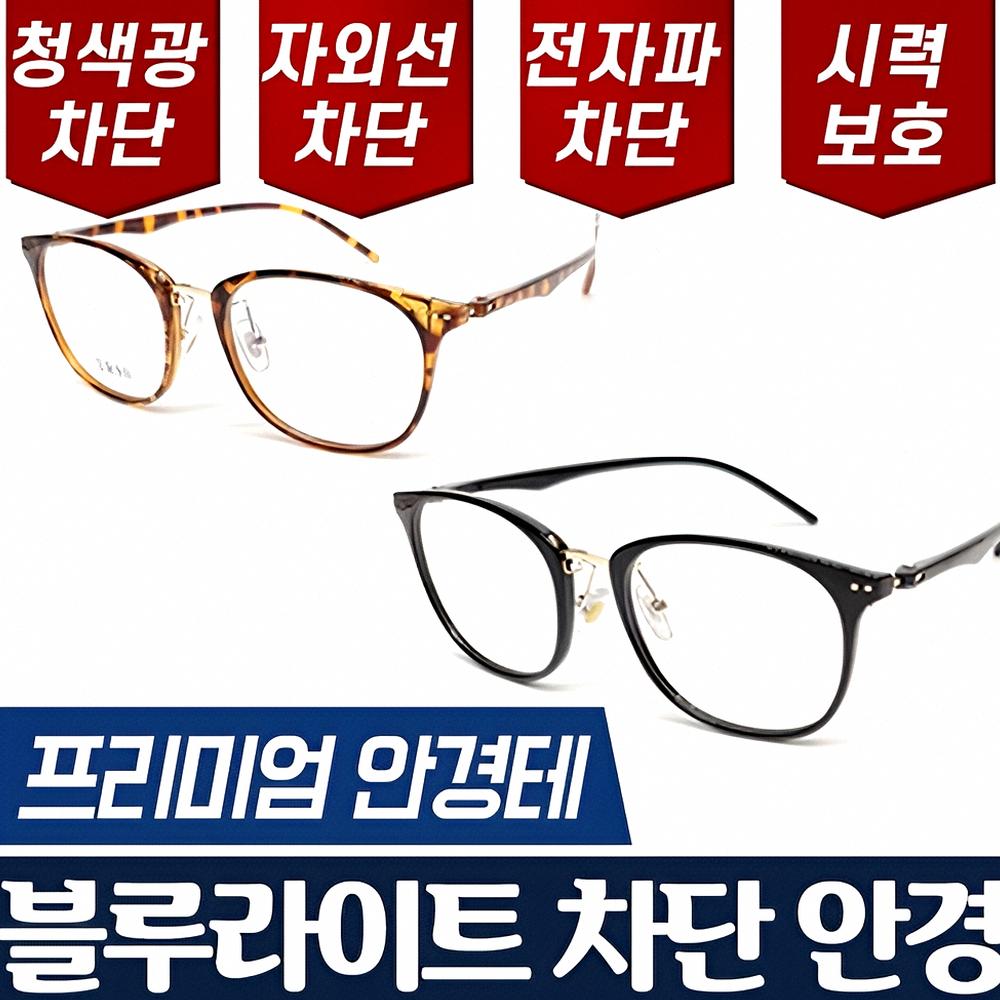 청색광
차단
자외선
차단
전자파
차단
시력
보호
프리미엄 안경테
블루라이트 차단 안경